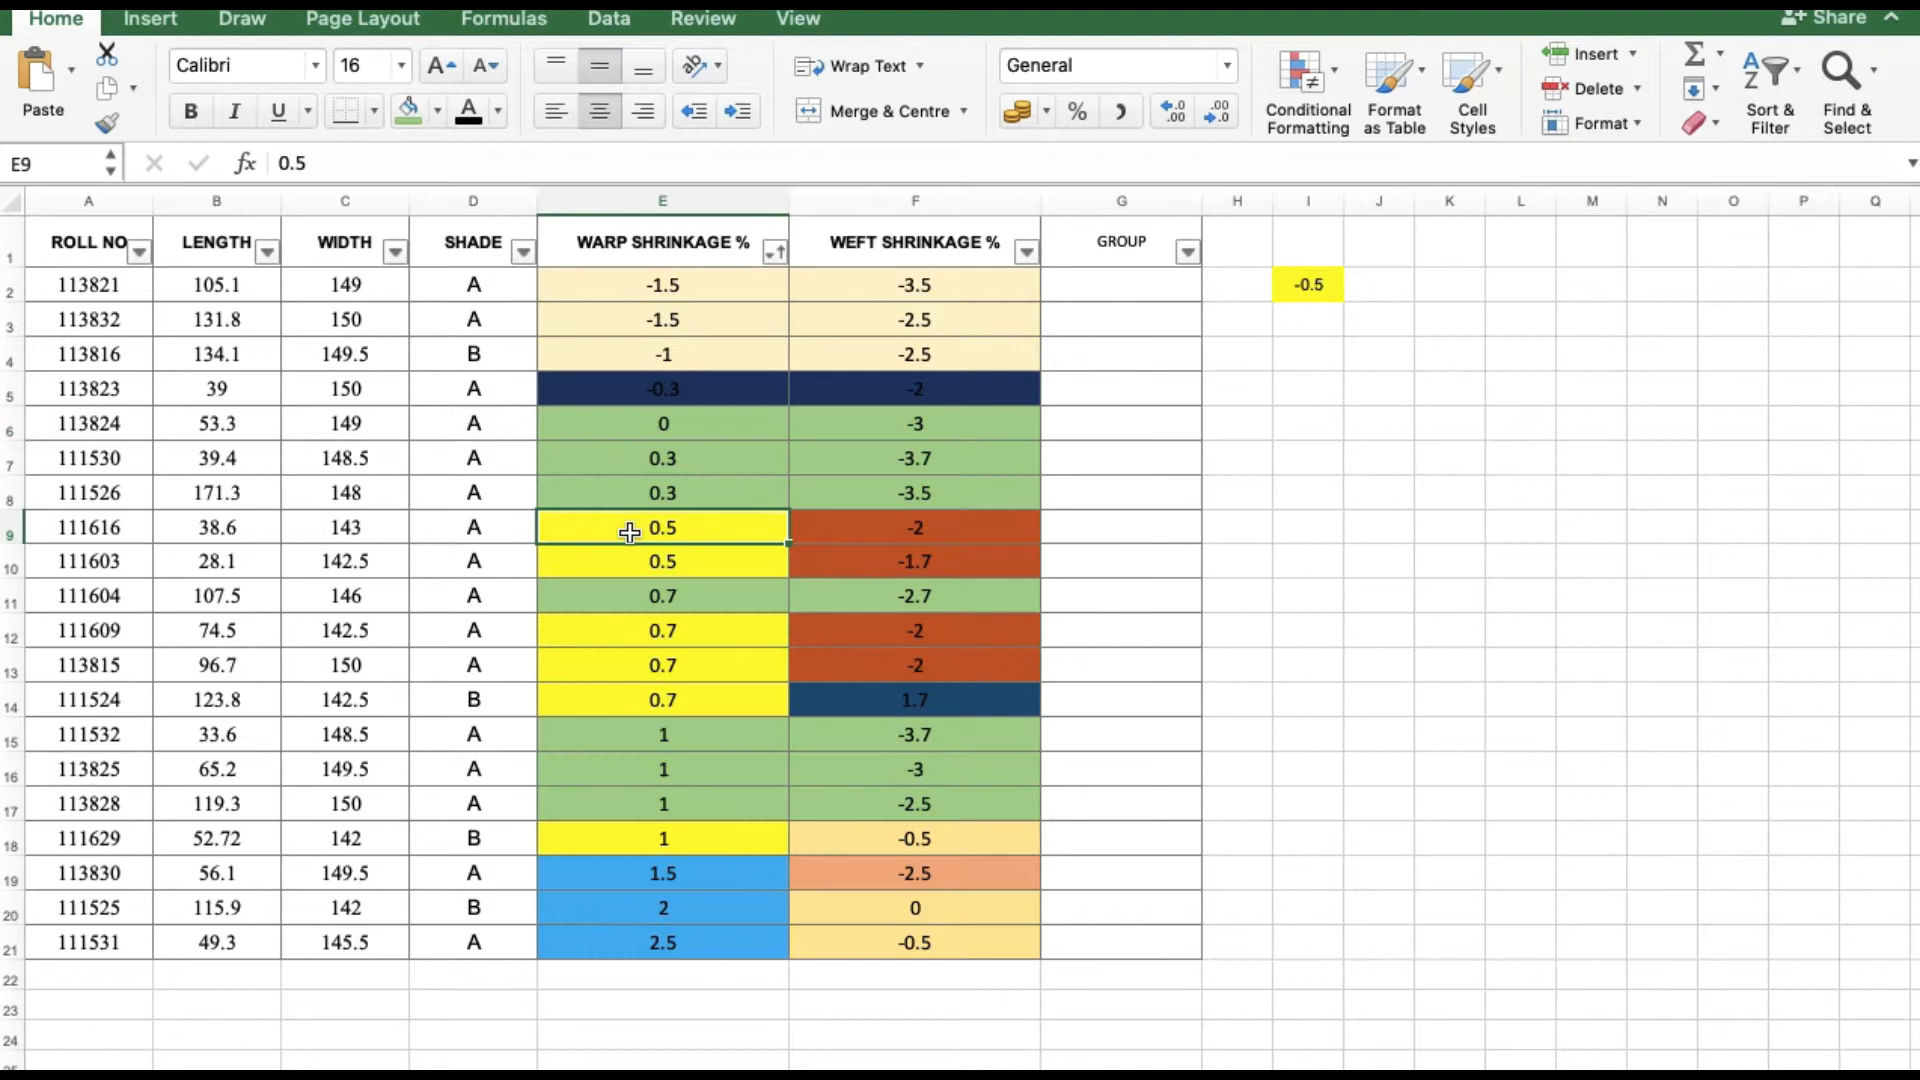 Home Insert Draw Page Layout Formulas Data Review View Share
Calibri 16 Wrap Text General Insert
Delete
Paste B I U A Merge & Centre % Conditional Formatting Format as Table Cell Styles Format Sort & Filter Find & Select
E9 fx 0.5
A B C D E F G H I J K L M N O P Q
1 ROLL NO LENGTH WIDTH SHADE WARP SHRINKAGE % WEFT SHRINKAGE % GROUP
2 113821 105.1 149 A -1.5 -3.5 -0.5
3 113832 131.8 150 A -1.5 -2.5
4 113816 134.1 149.5 B -1 -2.5
5 113823 39 150 A -0.3 -2
6 113824 53.3 149 A 0 -3
7 111530 39.4 148.5 A 0.3 -3.7
8 111526 171.3 148 A 0.3 -3.5
9 111616 38.6 143 A 0.5 -2
10 111603 28.1 142.5 A 0.5 -1.7
11 111604 107.5 146 A 0.7 -2.7
12 111609 74.5 142.5 A 0.7 -2
13 113815 96.7 150 A 0.7 -2
14 111524 123.8 142.5 B 0.7 1.7
15 111532 33.6 148.5 A 1 -3.7
16 113825 65.2 149.5 A 1 -3
17 113828 119.3 150 A 1 -2.5
18 111629 52.72 142 B 1 -0.5
19 113830 56.1 149.5 A 1.5 -2.5
20 111525 115.9 142 B 2 0
21 111531 49.3 145.5 A 2.5 -0.5
22
23
24